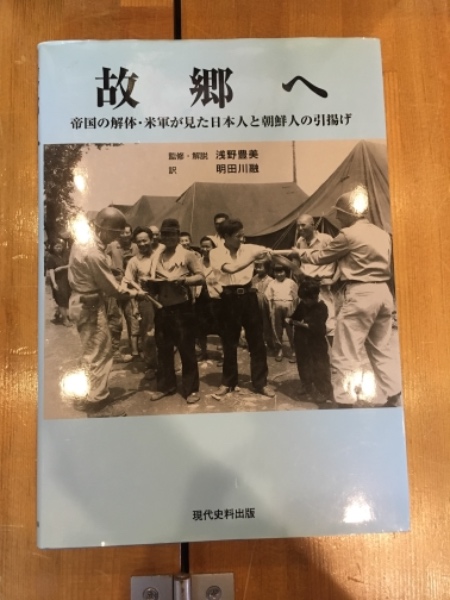 故郷へ
帝国の解体・米軍が見た日本人と朝鮮人の引揚げ
監修・解説 浅野豊美
訳 明田川融
現代史料出版